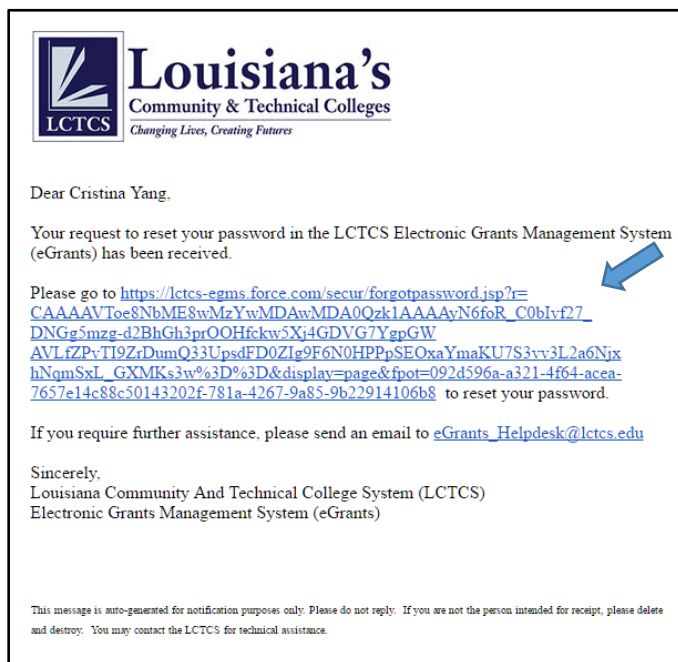 LCTCS
Louisiana's
Community & Technical Colleges
Changing Lives, Creating Futures
Dear Cristina Yang,
Your request to reset your password in the LCTCS Electronic Grants Management System
(eGrants) has been received.
Please go to https://lctcs-egms.force.com/secur/forgotpassword.jsp?r=
CAAAAVToe8NbME8wMzYwMDAwMDA0Qzk1AAAAyN6foR_C0bIvf27_
DNGg5mzg-d2BhGh3prOOHfckw5Xj4GDVG7YgpGW
AVLfZPvTI9ZrDumQ33UpsdFD0ZIg9F6N0HPPpSEOxaYmaKU7S3vv3L2a6Njx
hNqmSxL_GXMKs3w%3D%3D&display=page&fpot=092d596a-a321-4f64-acea-
7657e14c88c50143202f-781a-4267-9a85-9b22914106b8 to reset your password.
If you require further assistance, please send an email to eGrants_Helpdesk@lctcs.edu
Sincerely,
Louisiana Community And Technical College System (LCTCS)
Electronic Grants Management System (eGrants)
This message is auto-generated for notification purposes only. Please do not reply. If you are not the person intended for receipt, please delete
and destroy. You may contact the LCTCS for technical assistance.